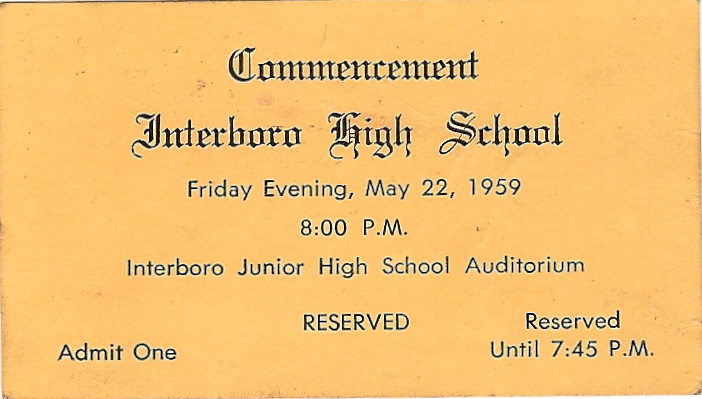 Commencement
Interboro High School
Friday Evening, May 22, 1959
8:00 P.M.
Interboro Junior High School Auditorium
RESERVED
Reserved
Admit One
Until 7:45 P.M.